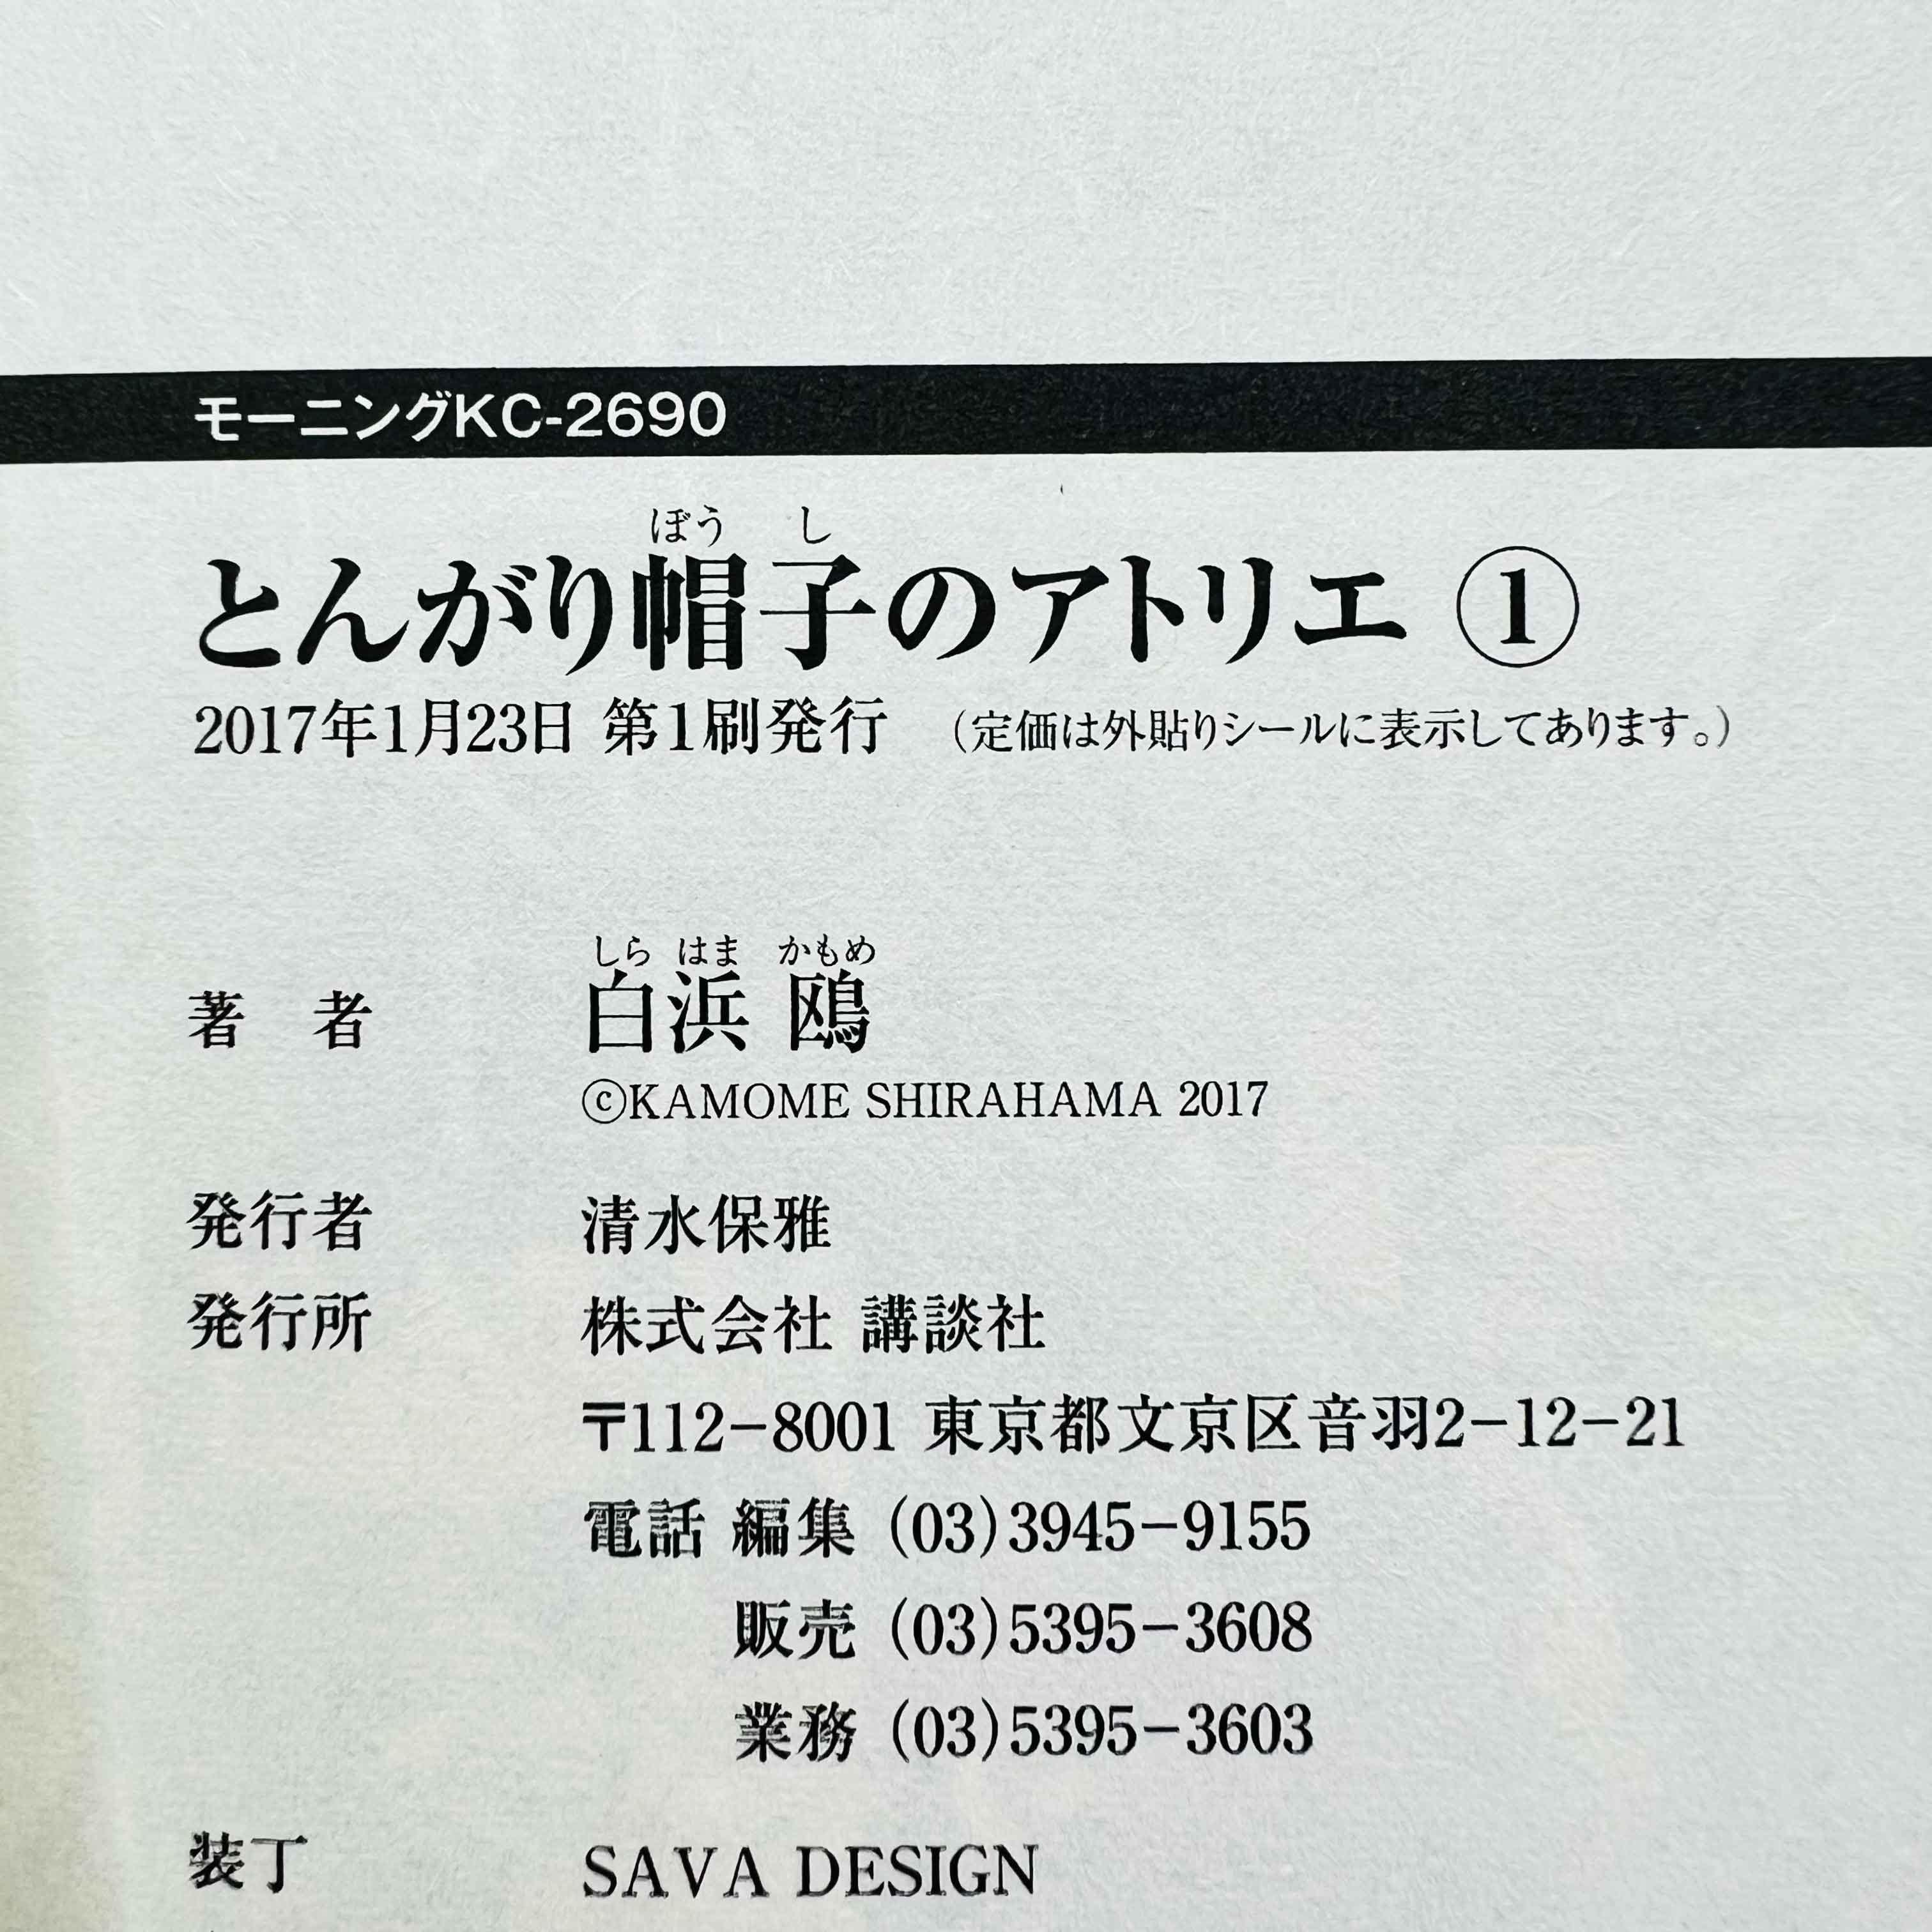 モーニングKC-2690
ぼう し
とんがり帽子のアトリエ ①
2017年1月23日 第1刷発行 （定価は外貼りシールに表示してあります。）
しら はま かもめ
著　者 白浜 鷗
©KAMOME SHIRAHAMA 2017
発行者 清水保雅
発行所 株式会社 講談社
〒112-8001 東京都文京区音羽2-12-21
電話 編集 (03)3945-9155
販売 (03)5395-3608
業務 (03)5395-3603
装丁 SAVA DESIGN